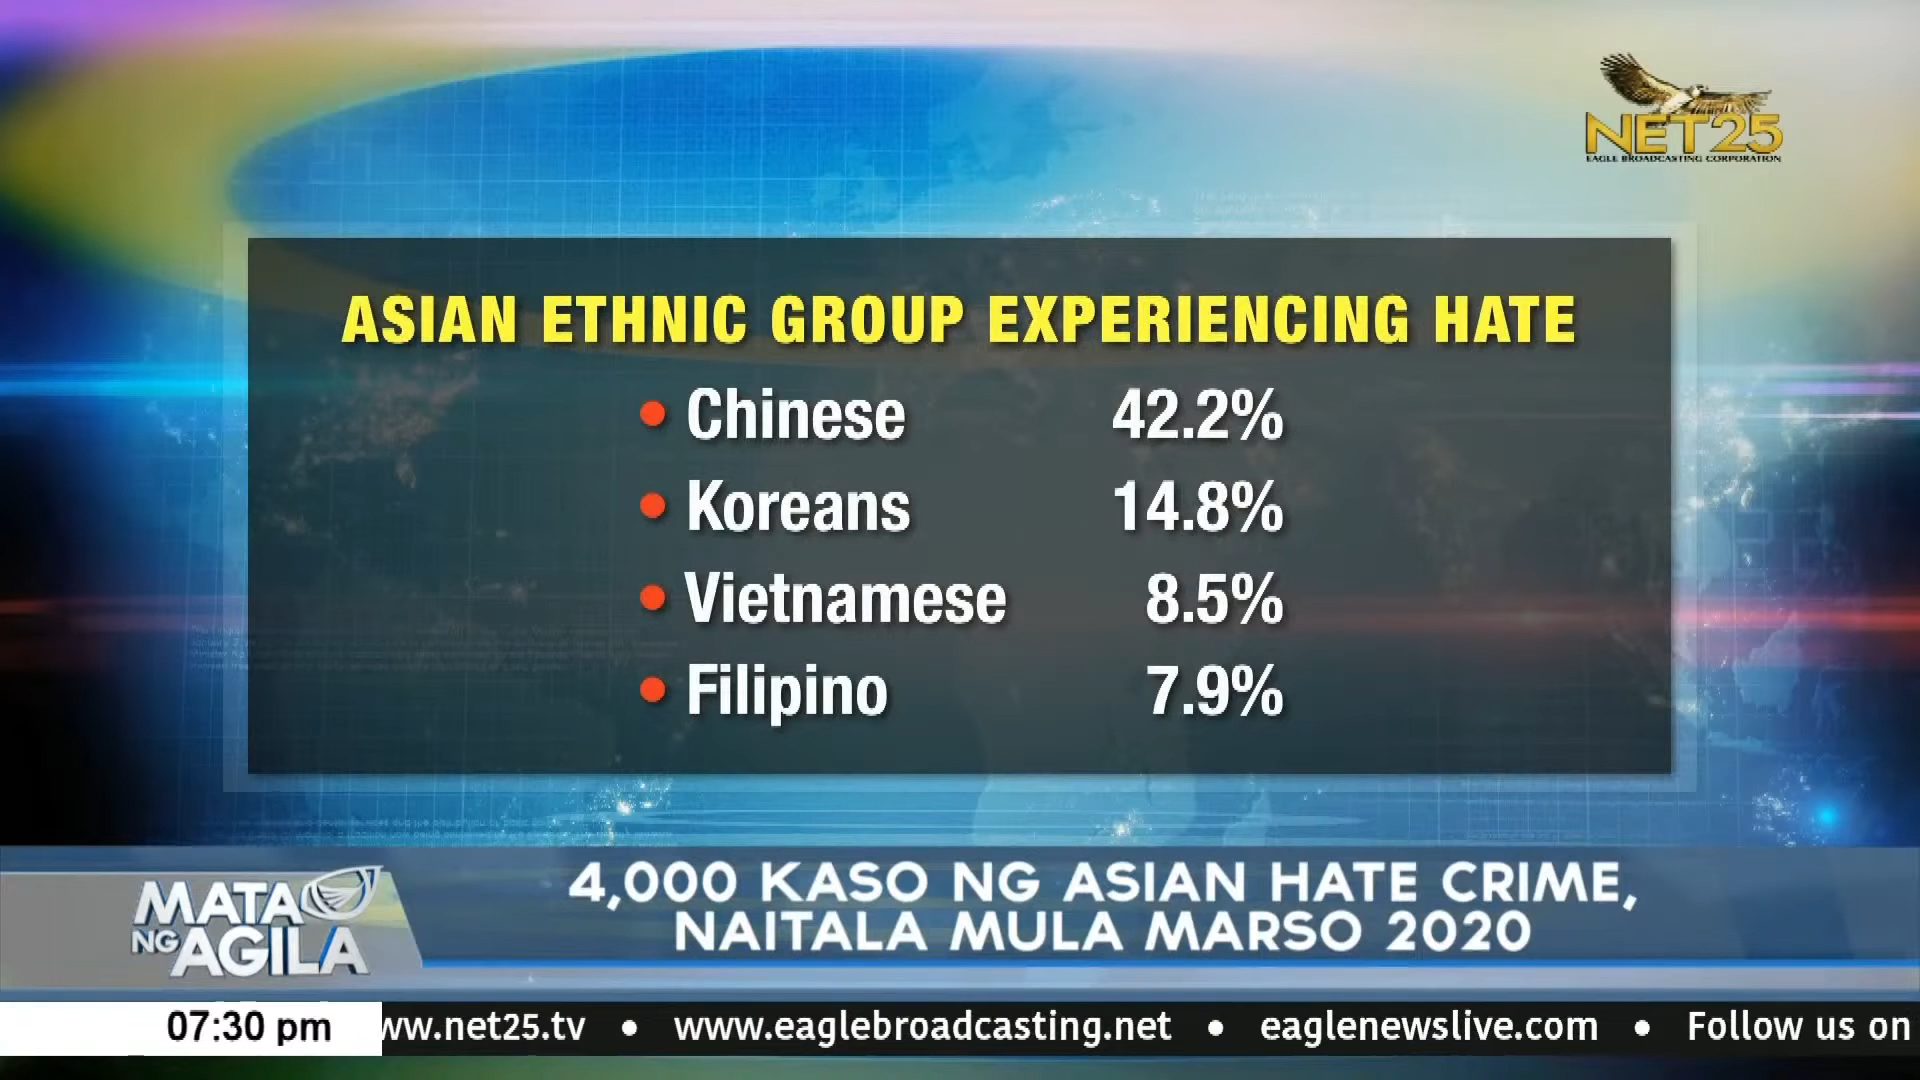 NET25
EAGLE BROADCASTING CORPORATION
ASIAN ETHNIC GROUP EXPERIENCING HATE
• Chinese 42.2%
• Koreans 14.8%
• Vietnamese 8.5%
• Filipino 7.9%
MATA
NG AGILA
4,000 KASO NG ASIAN HATE CRIME,
NAITALA MULA MARSO 2020
07:30 pm ww.net25.tv • www.eaglebroadcasting.net • eaglenewslive.com • Follow us on